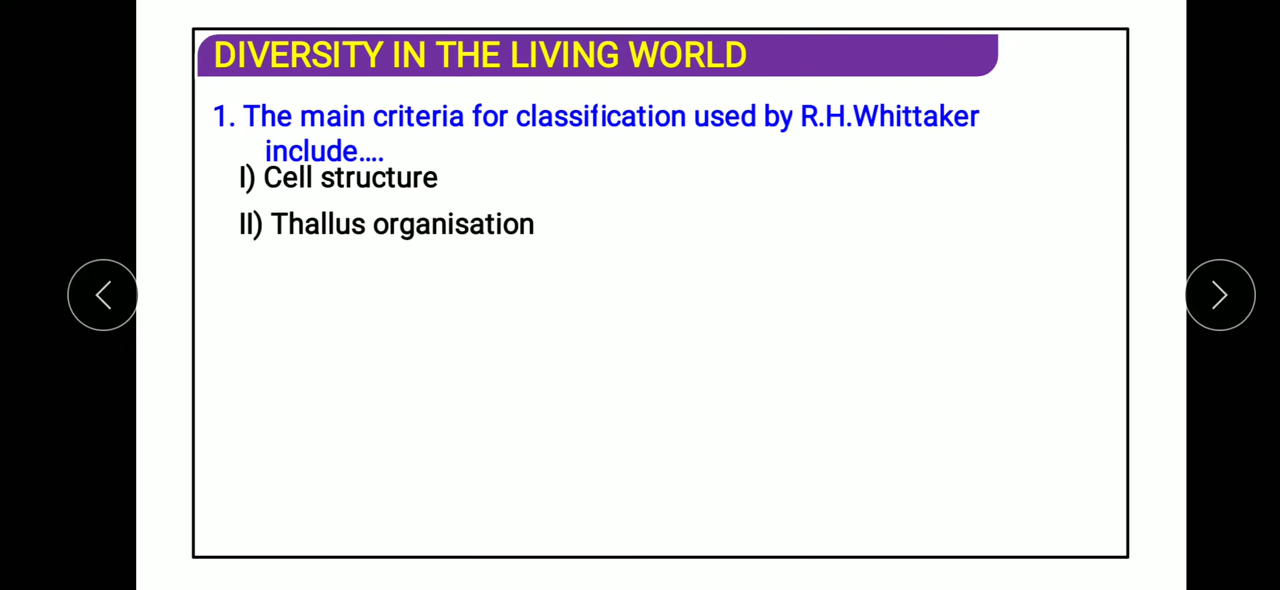 DIVERSITY IN THE LIVING WORLD
1. The main criteria for classification used by R.H.Whittaker
include....
I) Cell structure
II) Thallus organisation